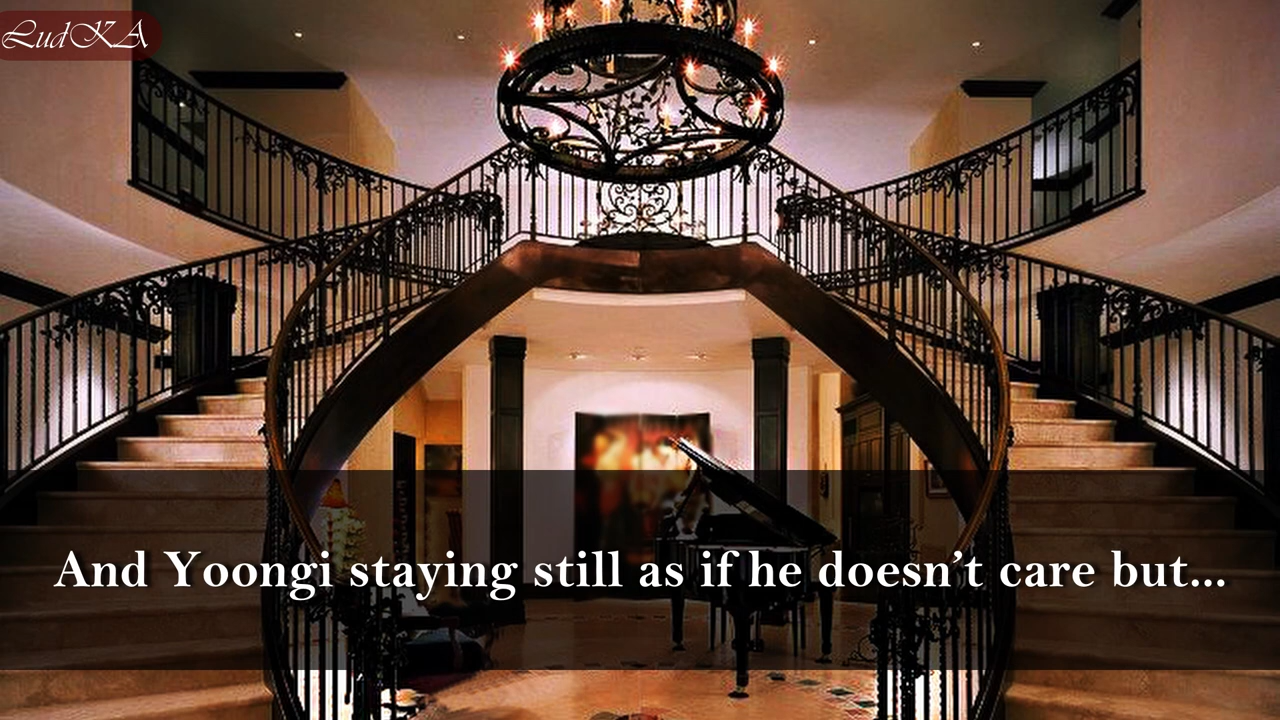 LudKA
And Yoongi staying still as if he doesn’t care but...